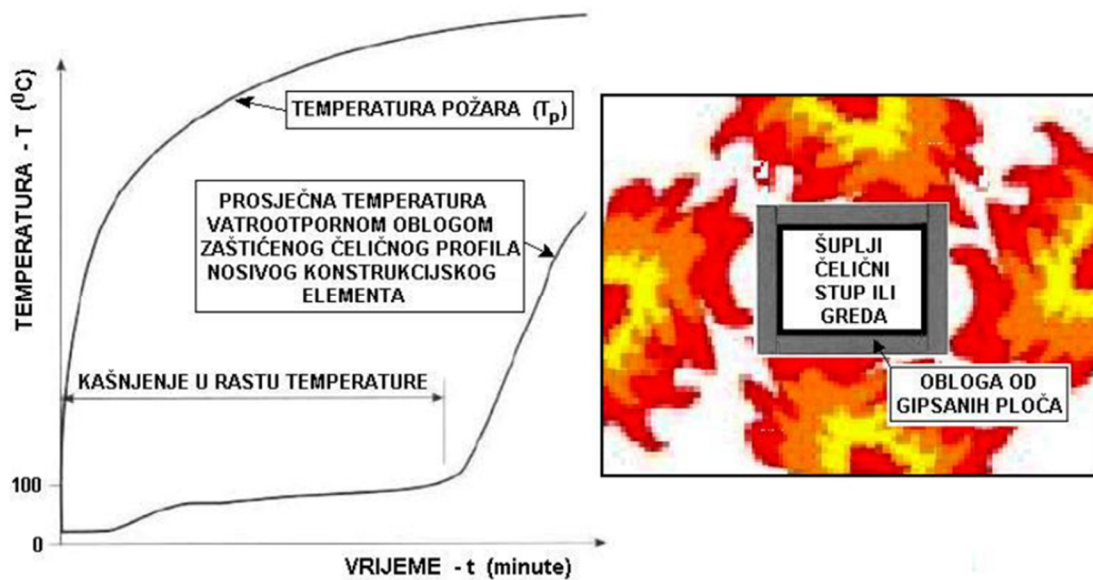 TEMPERATURA - T (⁰C)
TEMPERATURA POŽARA (Tₚ)
PROSJEČNA TEMPERATURA
VATROOTPORNOM OBLOGOM
ZAŠTIĆENOG ČELIČNOG PROFILA
NOSIVOG KONSTRUKCIJSKOG
ELEMENTA
KAŠNJENJE U RASTU TEMPERATURE
100
0
VRIJEME - t (minute)
ŠUPLJI
ČELIČNI
STUP ILI
GREDA
OBLOGA OD
GIPSANIH PLOČA